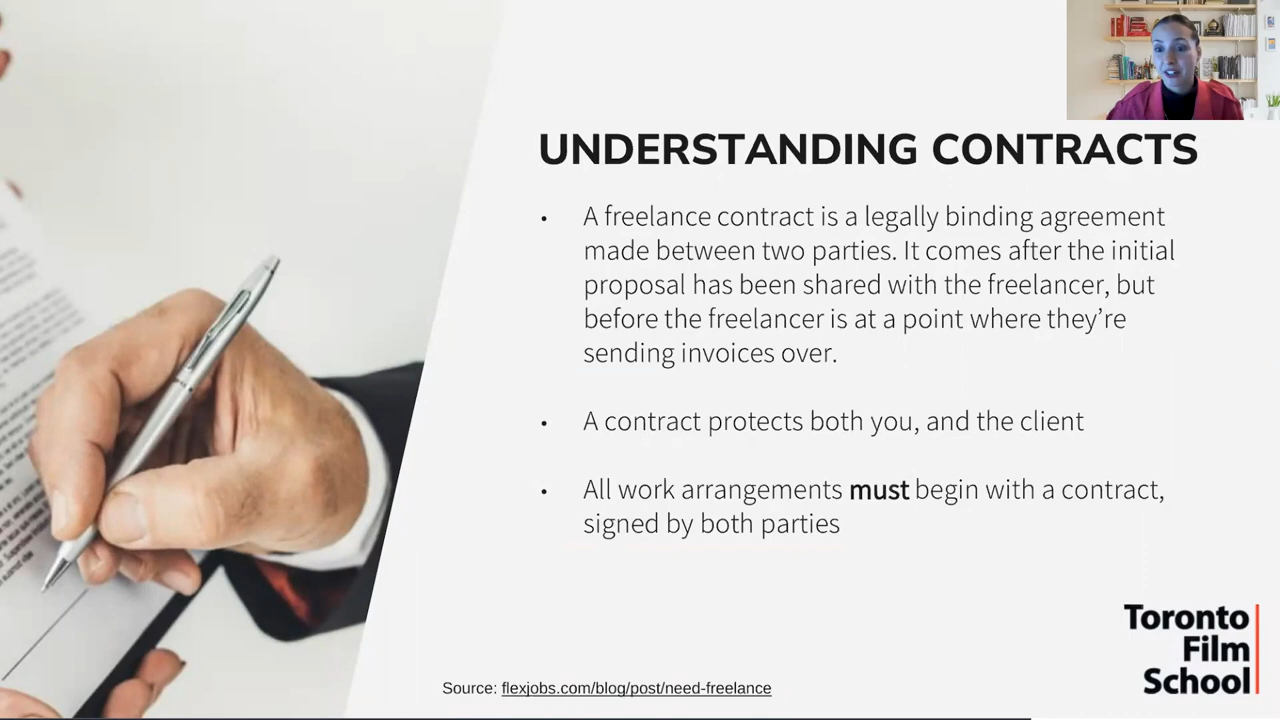 UNDERSTANDING CONTRACTS
• A freelance contract is a legally binding agreement
made between two parties. It comes after the initial
proposal has been shared with the freelancer, but
before the freelancer is at a point where they’re
sending invoices over.
• A contract protects both you, and the client
• All work arrangements must begin with a contract,
signed by both parties
Source: flexjobs.com/blog/post/need-freelance
Toronto
Film
School